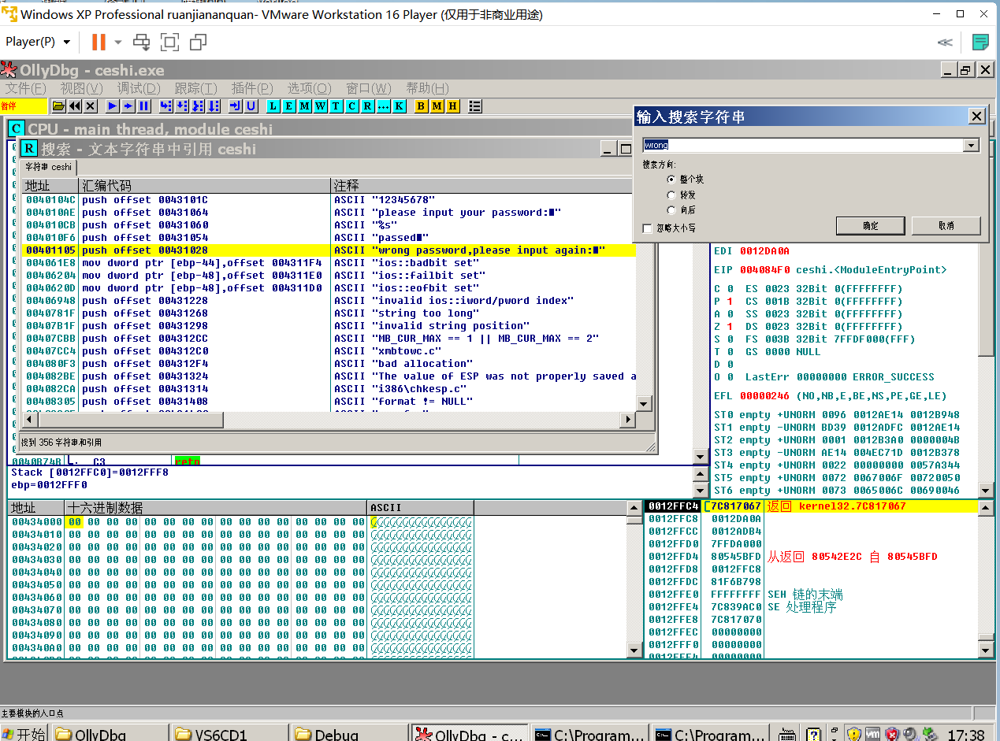 Windows XP Professional ruanjiananquan- VMware Workstation 16 Player (仅用于非商业用途)
Player(P)
OllyDbg - ceshi.exe
文件(F) 视图(V) 调试(D) 跟踪(T) 插件(P) 选项(O) 窗口(W) 帮助(H)
暂停 L E M W T C R ... K B M H
C CPU - main thread, module ceshi
R 搜索 - 文本字符串中引用 ceshi
字符串 ceshi
地址 汇编代码 注释
0040104C push offset 0043101C ASCII "12345678"
004010AE push offset 00431064 ASCII "please input your password:■"
004010CB push offset 00431060 ASCII "%s"
004010F6 push offset 00431054 ASCII "passed■"
00401105 push offset 00431028 ASCII "wrong password,please input again:■"
004061E8 mov dword ptr [ebp-44],offset 004311F4 ASCII "ios::badbit set"
00406204 mov dword ptr [ebp-48],offset 004311E0 ASCII "ios::failbit set"
0040620D mov dword ptr [ebp-48],offset 004311D0 ASCII "ios::eofbit set"
00406948 push offset 00431228 ASCII "invalid ios::iword/pword index"
0040781F push offset 00431268 ASCII "string too long"
00407B1F push offset 00431298 ASCII "invalid string position"
00407CBB push offset 004312CC ASCII "MB_CUR_MAX == 1 || MB_CUR_MAX == 2"
00407CC4 push offset 004312C0 ASCII "xmbtowc.c"
004080F3 push offset 004312F4 ASCII "bad allocation"
004082BE push offset 00431324 ASCII "The value of ESP was not properly saved a
004082CA push offset 00431314 ASCII "i386\chkesp.c"
00408305 push offset 00431408 ASCII "format != NULL"
找到 356 字符串和引用
0040B74B C3 retn
Stack [0012FFC0]=0012FFF8
ebp=0012FFF0
输入搜索字符串
wrong
搜索方向:
整个块
转发
向后
忽略大小写
确定 取消
EDI 0012DA0A
EIP 004084F0 ceshi.<ModuleEntryPoint>
C 0 ES 0023 32Bit 0(FFFFFFFF)
P 1 CS 001B 32Bit 0(FFFFFFFF)
A 0 SS 0023 32Bit 0(FFFFFFFF)
Z 1 DS 0023 32Bit 0(FFFFFFFF)
S 0 FS 003B 32Bit 7FFDF000(FFF)
T 0 GS 0000 NULL
D 0
O 0 LastErr 00000000 ERROR_SUCCESS
EFL 00000246 (NO,NB,E,BE,NS,PE,GE,LE)
ST0 empty +UNORM 0096 0012AE14 0012B948
ST1 empty -UNORM BD39 0012ADFC 0012AE14
ST2 empty +UNORM 0001 0012B3A0 0000004B
ST3 empty -UNORM AE14 004EC71D 0012B378
ST4 empty +UNORM 0022 00000000 0057A344
ST5 empty +UNORM 0072 0067006F 00720050
ST6 empty +UNORM 0073 0065006C 00690046
地址 十六进制数据 ASCII
00434000 00 00 00 00 00 00 00 00 00 00 00 00 00 00 00 00 @@@@@@@@@@@@@@@@
00434010 00 00 00 00 00 00 00 00 00 00 00 00 00 00 00 00 @@@@@@@@@@@@@@@@
00434020 00 00 00 00 00 00 00 00 00 00 00 00 00 00 00 00 @@@@@@@@@@@@@@@@
00434030 00 00 00 00 00 00 00 00 00 00 00 00 00 00 00 00 @@@@@@@@@@@@@@@@
00434040 00 00 00 00 00 00 00 00 00 00 00 00 00 00 00 00 @@@@@@@@@@@@@@@@
00434050 00 00 00 00 00 00 00 00 00 00 00 00 00 00 00 00 @@@@@@@@@@@@@@@@
00434060 00 00 00 00 00 00 00 00 00 00 00 00 00 00 00 00 @@@@@@@@@@@@@@@@
00434070 00 00 00 00 00 00 00 00 00 00 00 00 00 00 00 00 @@@@@@@@@@@@@@@@
00434080 00 00 00 00 00 00 00 00 00 00 00 00 00 00 00 00 @@@@@@@@@@@@@@@@
00434090 00 00 00 00 00 00 00 00 00 00 00 00 00 00 00 00 @@@@@@@@@@@@@@@@
004340A0 00 00 00 00 00 00 00 00 00 00 00 00 00 00 00 00 @@@@@@@@@@@@@@@@
0012FFC4 7C817067 返回 kernel32.7C817067
0012FFC8 0012DA0A
0012FFCC 0012ADB4
0012FFD0 7FFDA000
0012FFD4 80545BFD 从返回 80542E2C 自 80545BFD
0012FFD8 0012FFC8
0012FFDC 81F6B798
0012FFE0 FFFFFFFF SEH 链的末端
0012FFE4 7C839AC0 SE 处理程序
0012FFE8 7C817070
0012FFEC 00000000
0012FFF0 00000000
0012FFF4 00000000
主要模块的入口点
开始 OllyDbg VS6CD1 Debug OllyDbg - c... C:\Program... C:\Program... 17:38